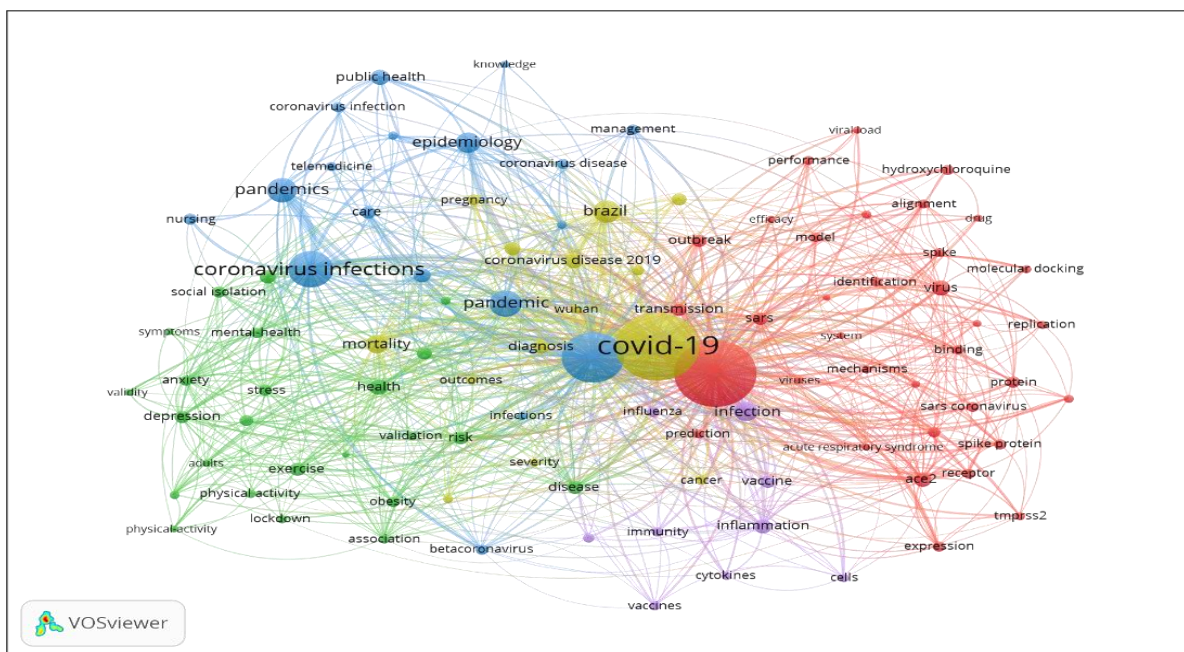 knowledge
public health
coronavirus infection
management
viral load
epidemiology
telemedicine
coronavirus disease
performance
hydroxychloroquine
pandemics
care
pregnancy
brazil
efficacy
alignment
drug
nursing
outbreak
model
spike
coronavirus infections
coronavirus disease 2019
molecular docking
social isolation
identification
virus
pandemic
wuhan
transmission
sars
replication
symptoms
mental-health
mortality
diagnosis
covid-19
system
binding
anxiety
stress
health
outcomes
viruses
mechanisms
protein
validity
depression
infections
influenza
infection
sars coronavirus
validation
risk
prediction
acute respiratory syndrome
spike protein
adults
exercise
severity
physical activity
obesity
disease
cancer
vaccine
ace2
receptor
lockdown
physical-activity
association
immunity
inflammation
tmprss2
betacoronavirus
expression
cytokines
cells
vaccines
VOSviewer